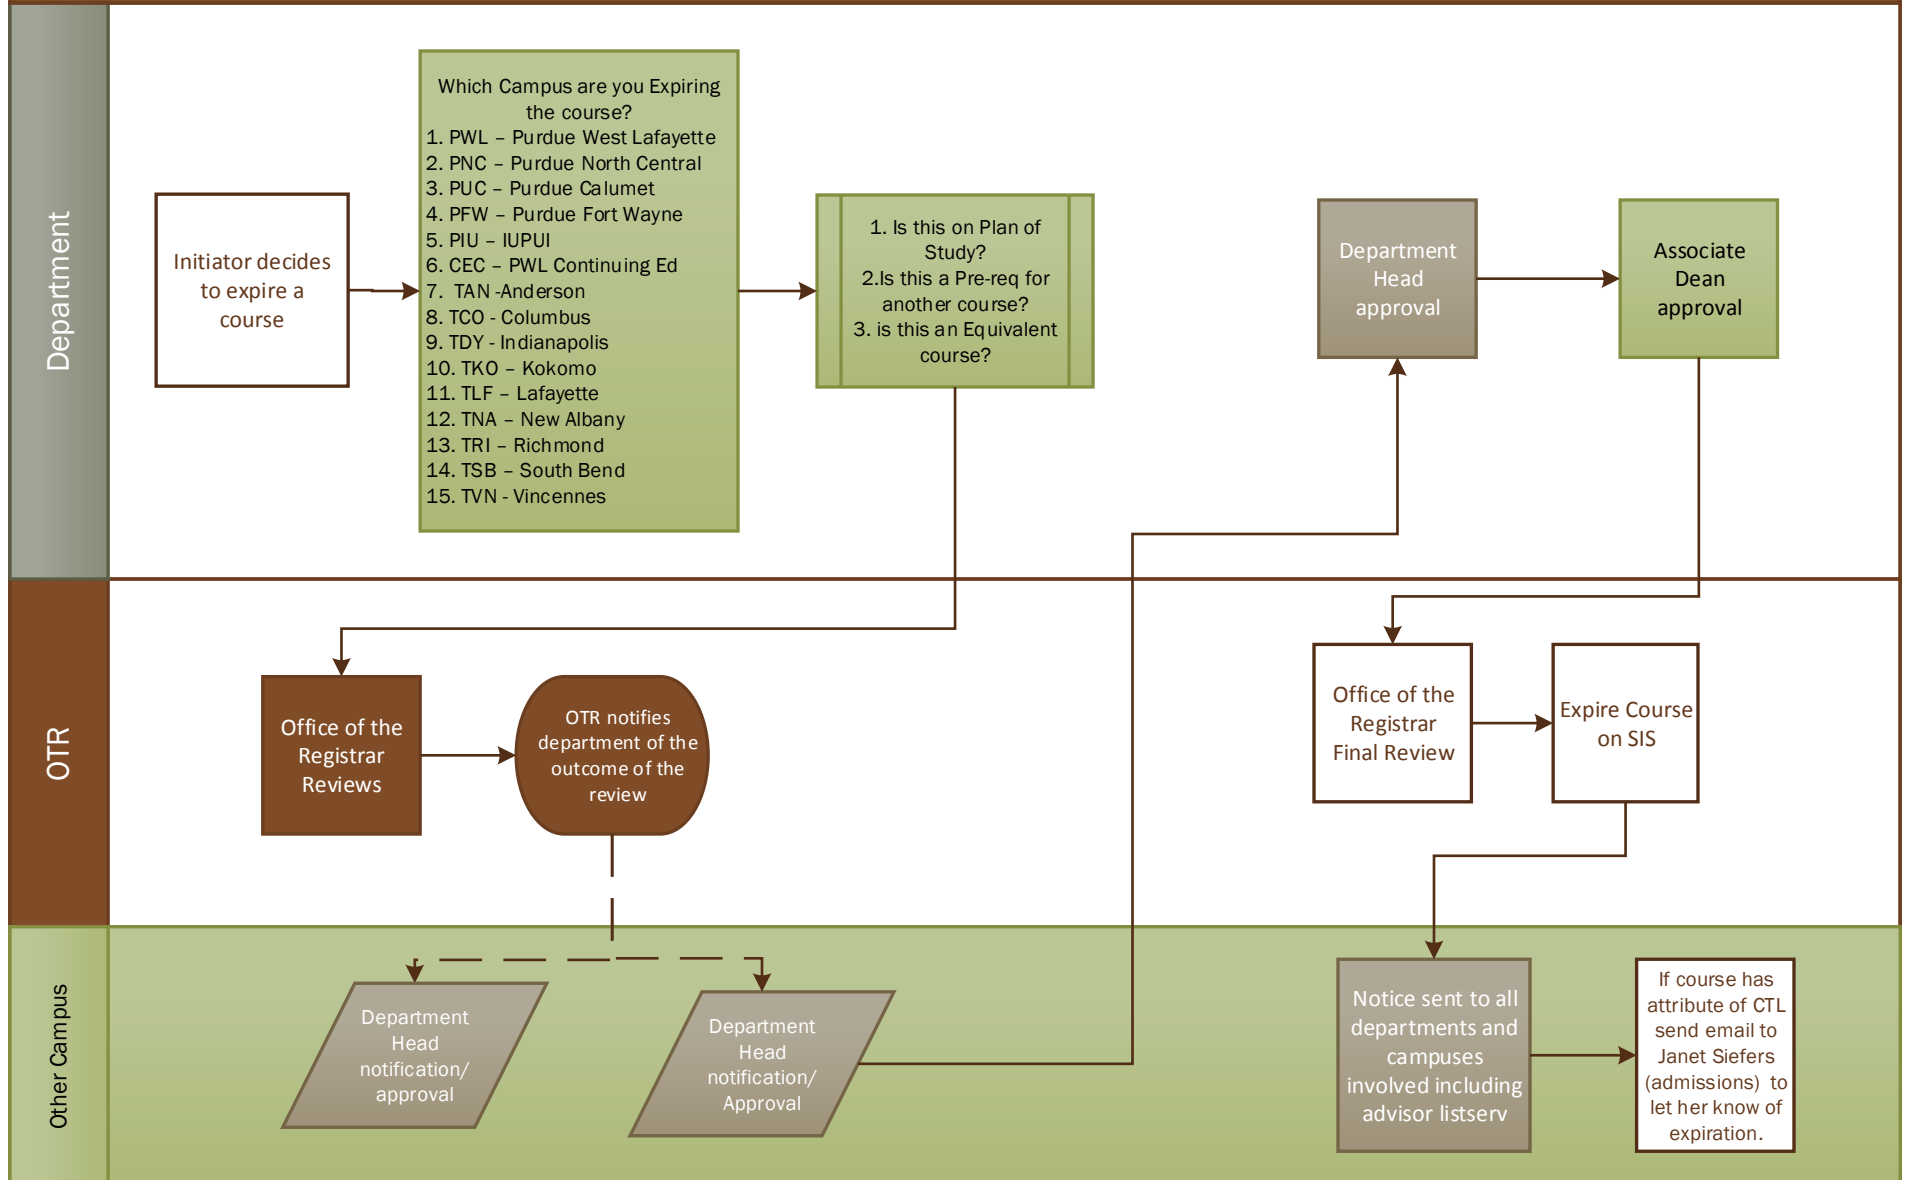 Department
Initiator decides
to expire a
course
Which Campus are you Expiring
the course?
1. PWL – Purdue West Lafayette
2. PNC – Purdue North Central
3. PUC – Purdue Calumet
4. PFW – Purdue Fort Wayne
5. PIU – IUPUI
6. CEC – PWL Continuing Ed
7. TAN -Anderson
8. TCO - Columbus
9. TDY - Indianapolis
10. TKO – Kokomo
11. TLF – Lafayette
12. TNA – New Albany
13. TRI – Richmond
14. TSB – South Bend
15. TVN - Vincennes
1. Is this on Plan of
Study?
2.Is this a Pre-req for
another course?
3. is this an Equivalent
course?
Department
Head
approval
Associate
Dean
approval
OTR
Office of the
Registrar
Reviews
OTR notifies
department of the
outcome of the
review
Office of the
Registrar
Final Review
Expire Course
on SIS
Other Campus
Department
Head
notification/
approval
Department
Head
notification/
Approval
Notice sent to all
departments and
campuses
involved including
advisor listserv
If course has
attribute of CTL
send email to
Janet Siefers
(admissions) to
let her know of
expiration.